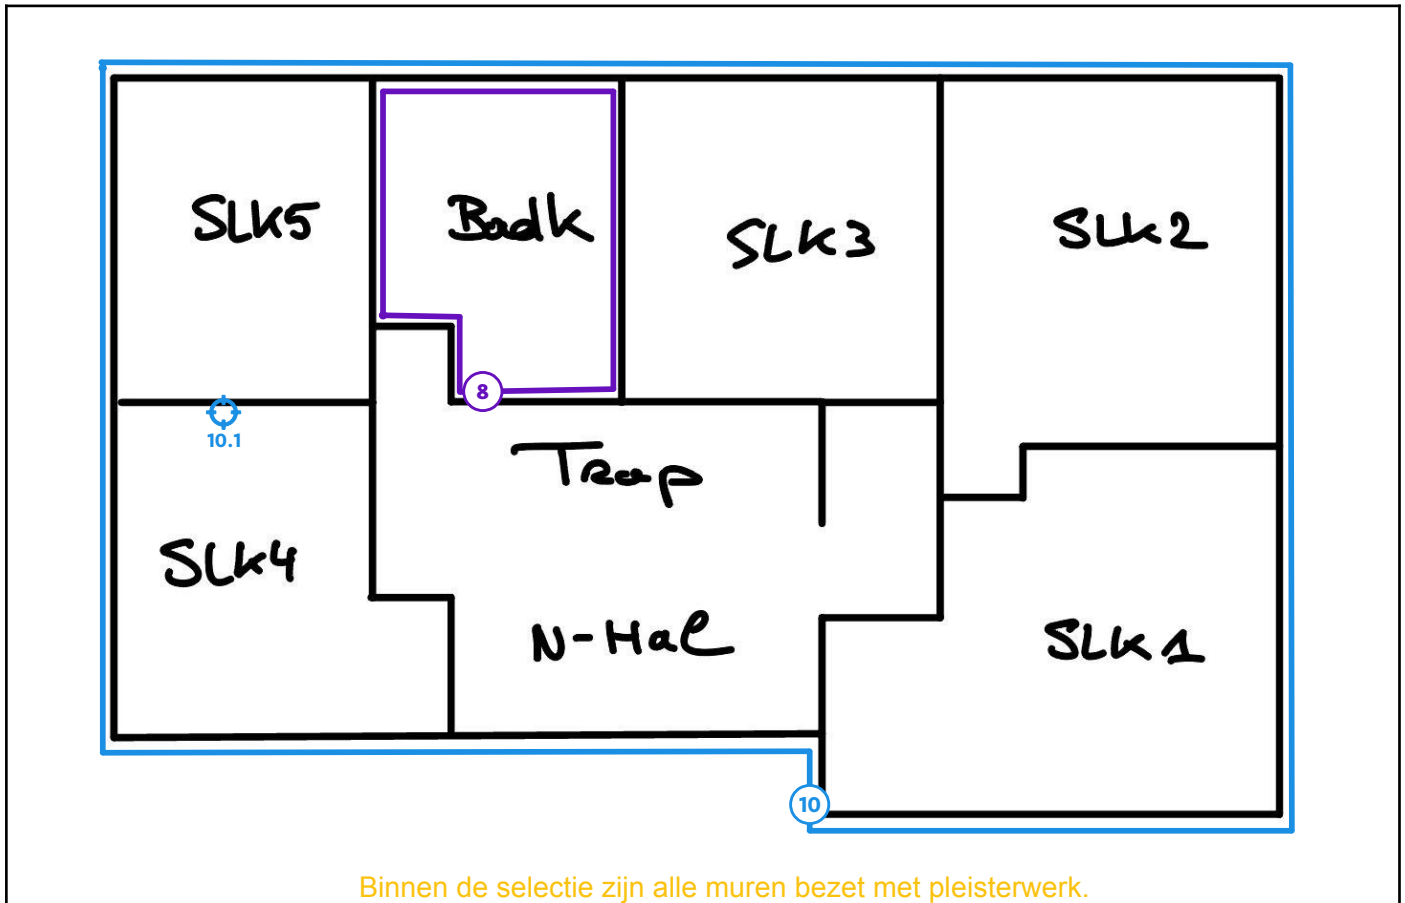 SLK5
Badk
SLK3
SLK2
8
10.1
Trap
SLK4
N-Hal
SLK1
10
Binnen de selectie zijn alle muren bezet met pleisterwerk.